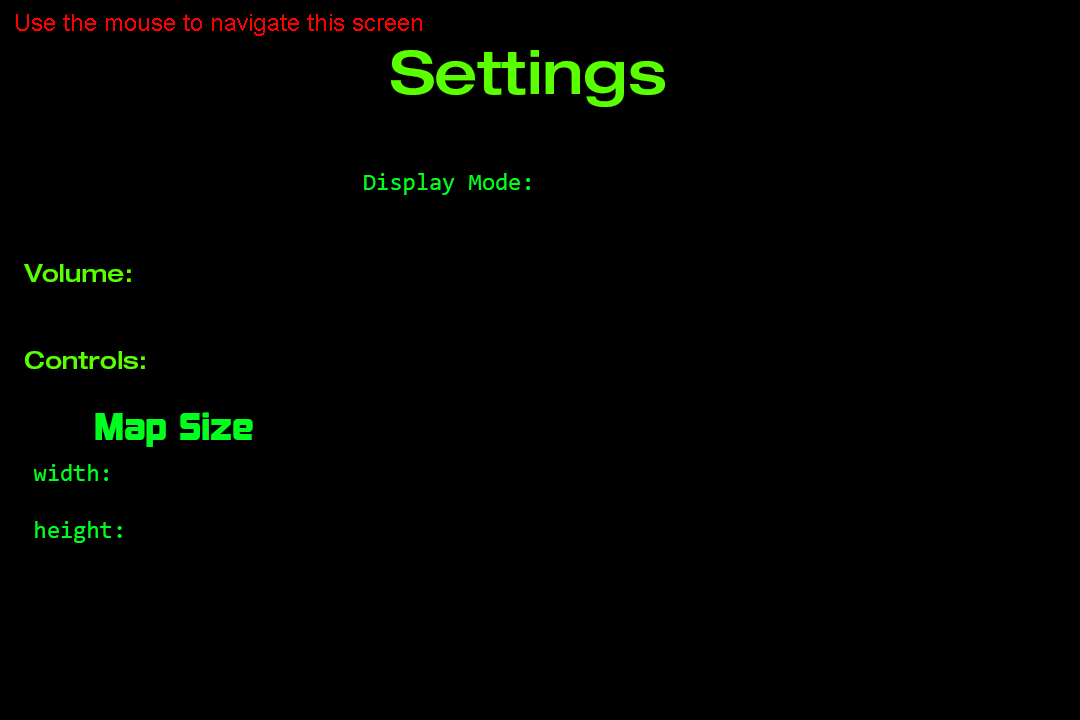 Use the mouse to navigate this screen
Settings
Display Mode:
Volume:
Controls:
Map Size
width:
height: